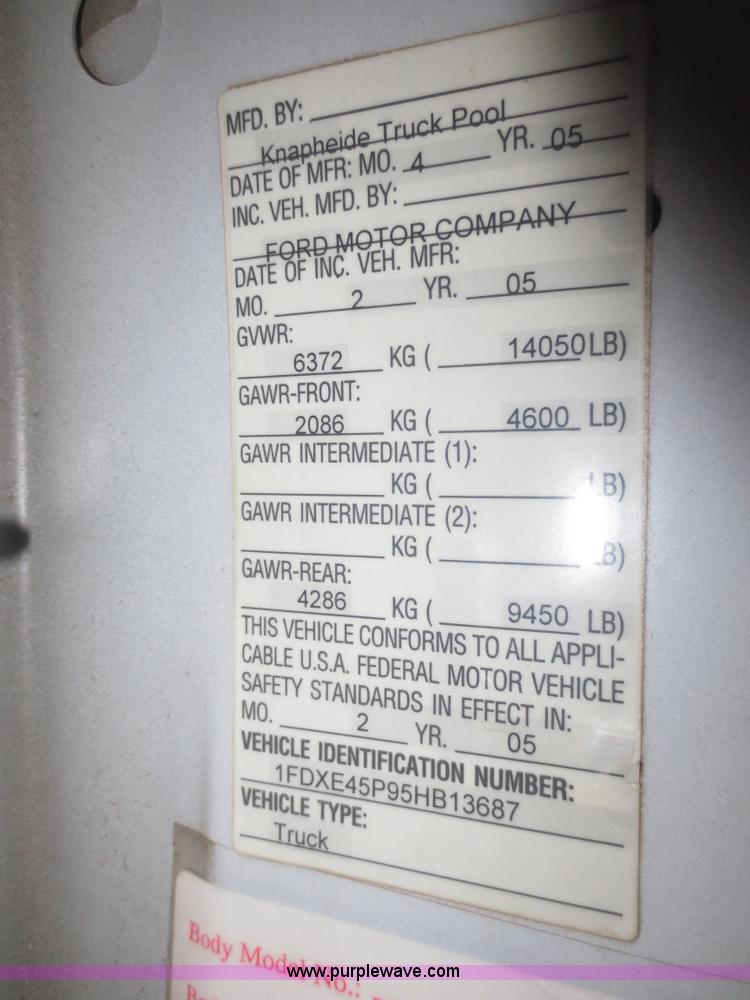 MFD. BY:
Knapheide Truck Pool
DATE OF MFR: MO. 4 YR. 05
INC. VEH. MFD. BY:
FORD MOTOR COMPANY
DATE OF INC. VEH. MFR:
MO. 2 YR. 05
GVWR:
6372 KG ( 14050 LB)
GAWR-FRONT:
2086 KG ( 4600 LB)
GAWR INTERMEDIATE (1):
KG ( LB)
GAWR INTERMEDIATE (2):
KG ( LB)
GAWR-REAR:
4286 KG ( 9450 LB)
THIS VEHICLE CONFORMS TO ALL APPLI-
CABLE U.S.A. FEDERAL MOTOR VEHICLE
SAFETY STANDARDS IN EFFECT IN:
MO. 2 YR. 05
VEHICLE IDENTIFICATION NUMBER:
1FDXE45P95HB13687
VEHICLE TYPE:
Truck
Body Model No.:
www.purplewave.com